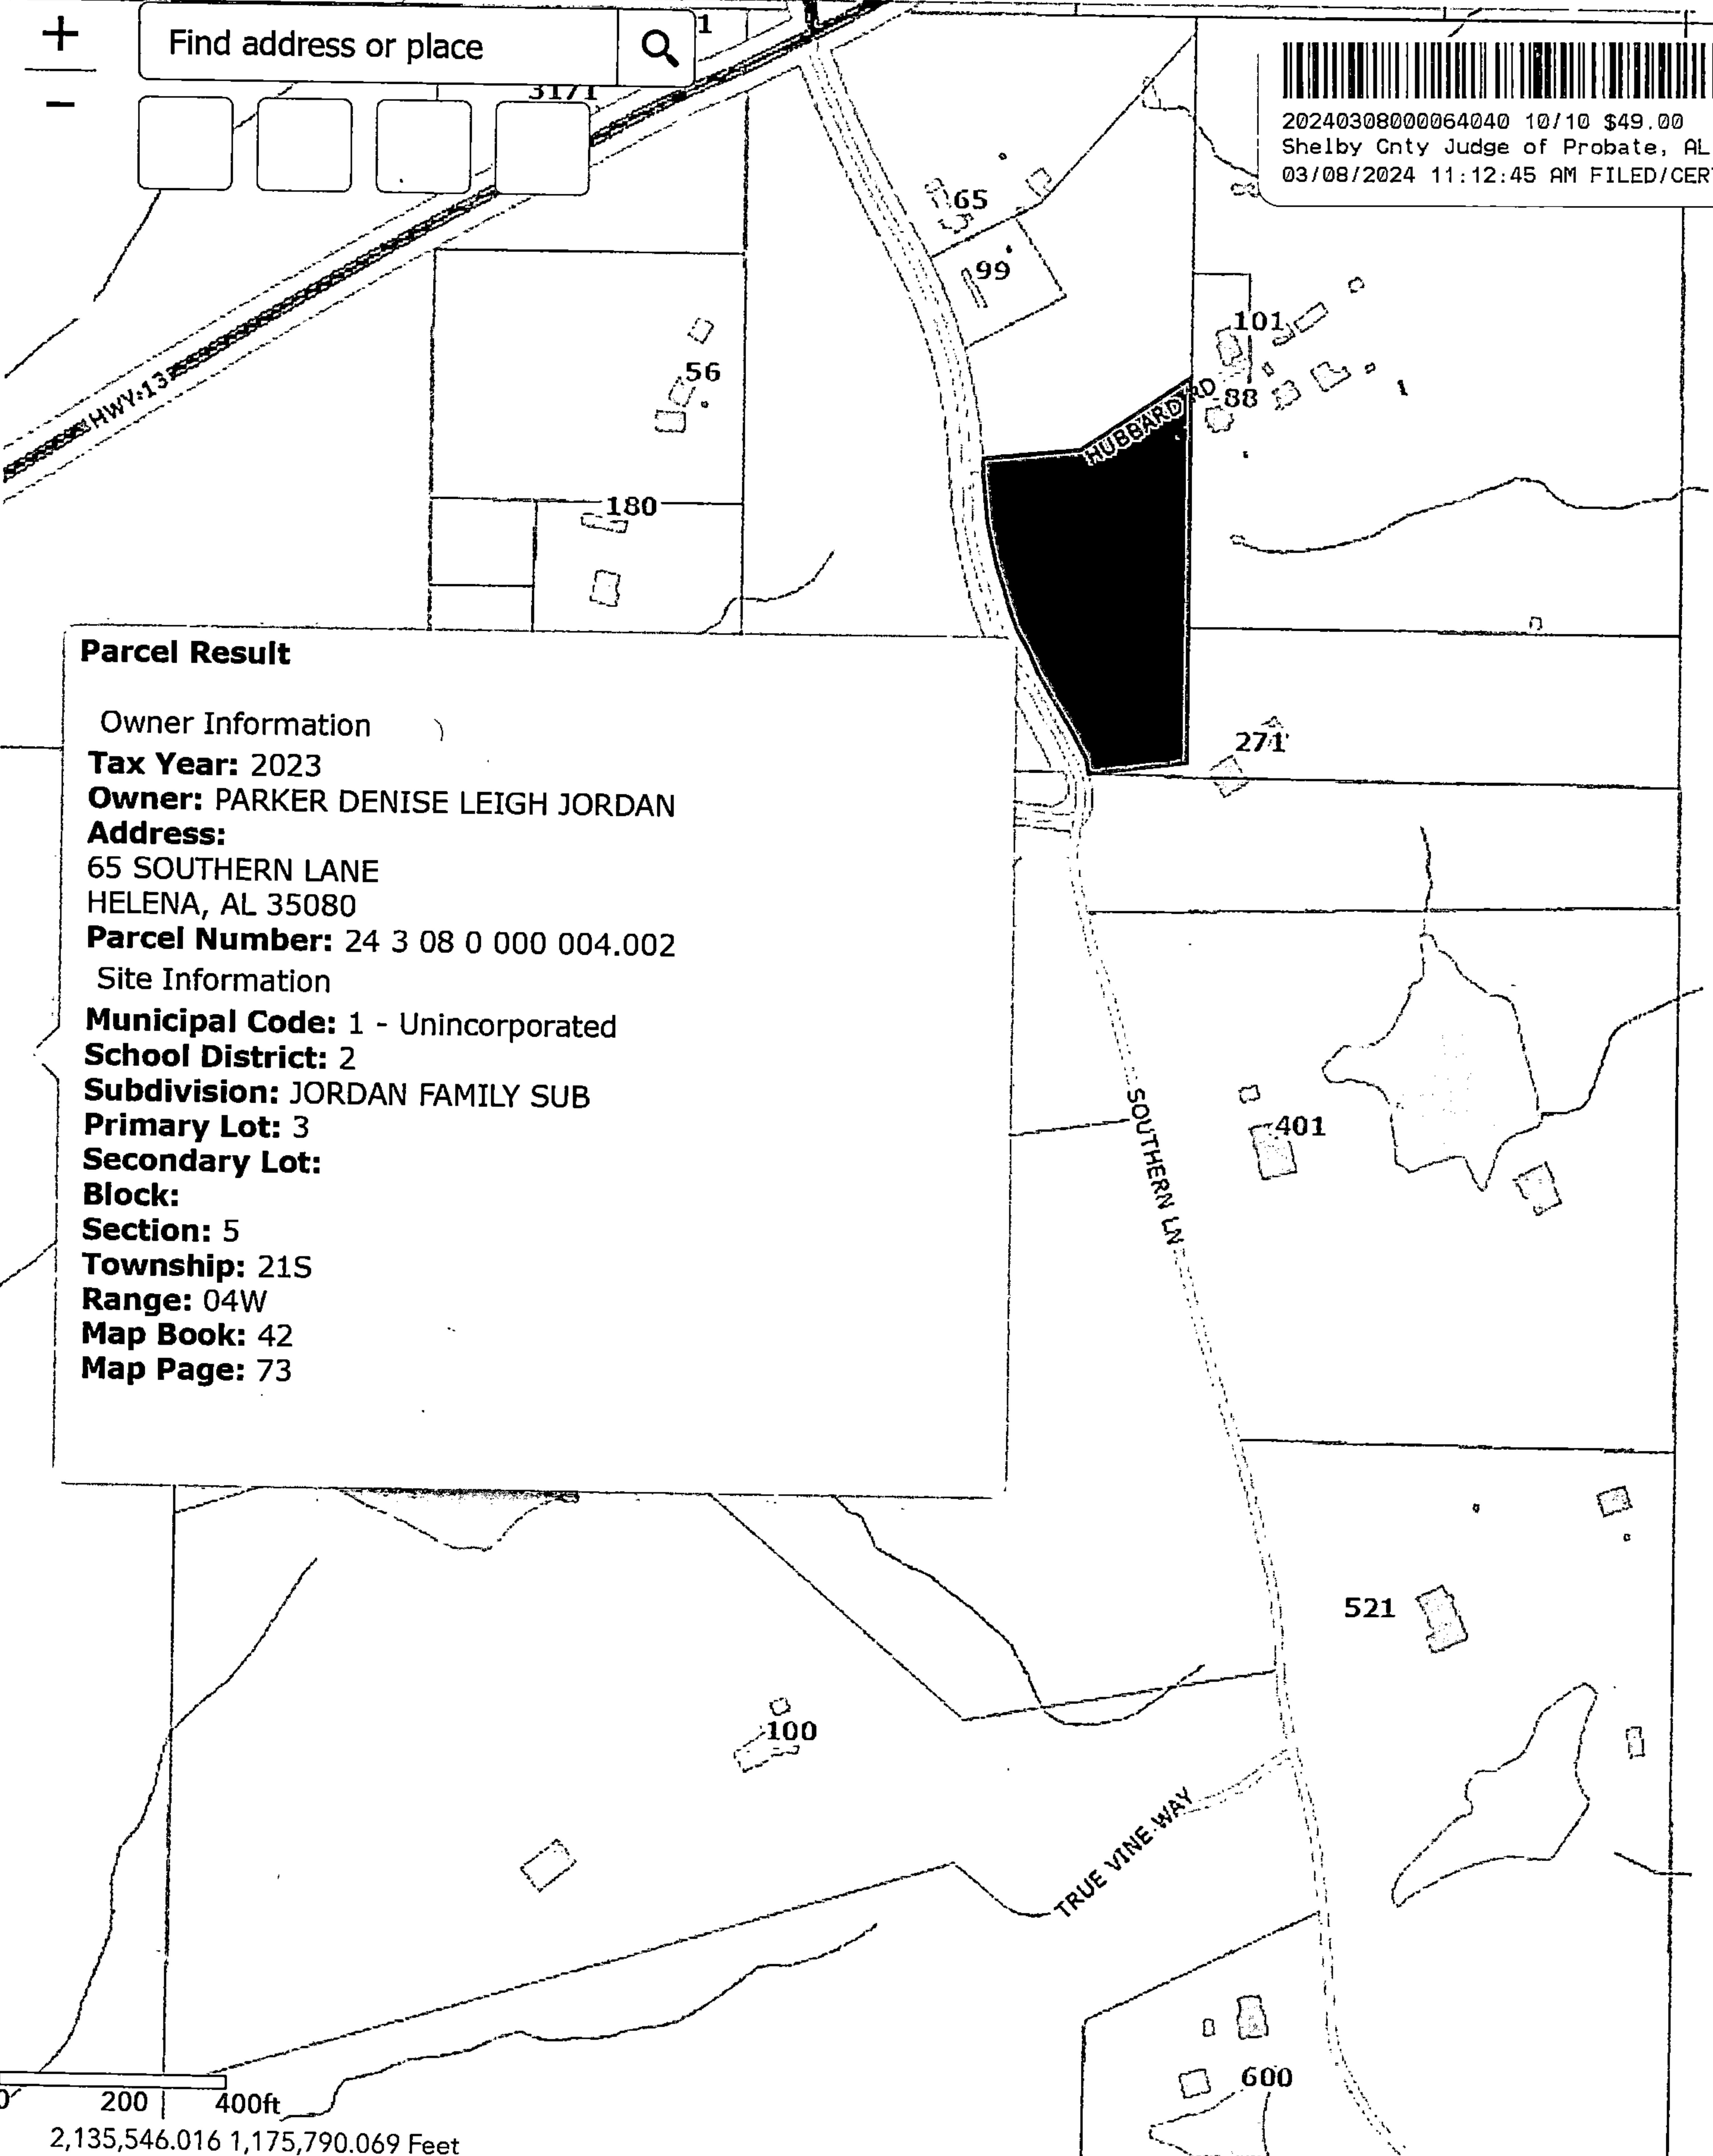 +
Find address or place
1
3171
20240308000064040 10/10 $49.00
Shelby Cnty Judge of Probate, AL
03/08/2024 11:12:45 AM FILED/CER
65
99
101
56
HWY 13
88
HUBBARD RD
180
Parcel Result
Owner Information
Tax Year: 2023
Owner: PARKER DENISE LEIGH JORDAN
Address:
65 SOUTHERN LANE
HELENA, AL 35080
Parcel Number: 24 3 08 0 000 004.002
Site Information
Municipal Code: 1 - Unincorporated
School District: 2
Subdivision: JORDAN FAMILY SUB
Primary Lot: 3
Secondary Lot:
Block:
Section: 5
Township: 21S
Range: 04W
Map Book: 42
Map Page: 73
271
401
SOUTHERN LN
521
100
TRUE VINE WAY
600
0 200 400ft
2,135,546.016 1,175,790.069 Feet